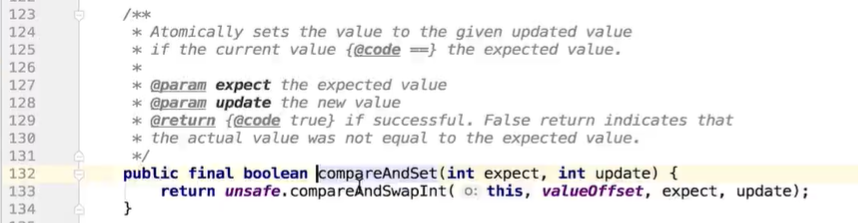 123 /**
124 * Atomically sets the value to the given updated value
125 * if the current value {@code ==} the expected value.
126 *
127 * @param expect the expected value
128 * @param update the new value
129 * @return {@code true} if successful. False return indicates that
130 * the actual value was not equal to the expected value.
131 */
132 public final boolean compareAndSet(int expect, int update) {
133 return unsafe.compareAndSwapInt( o: this, valueOffset, expect, update);
134 }